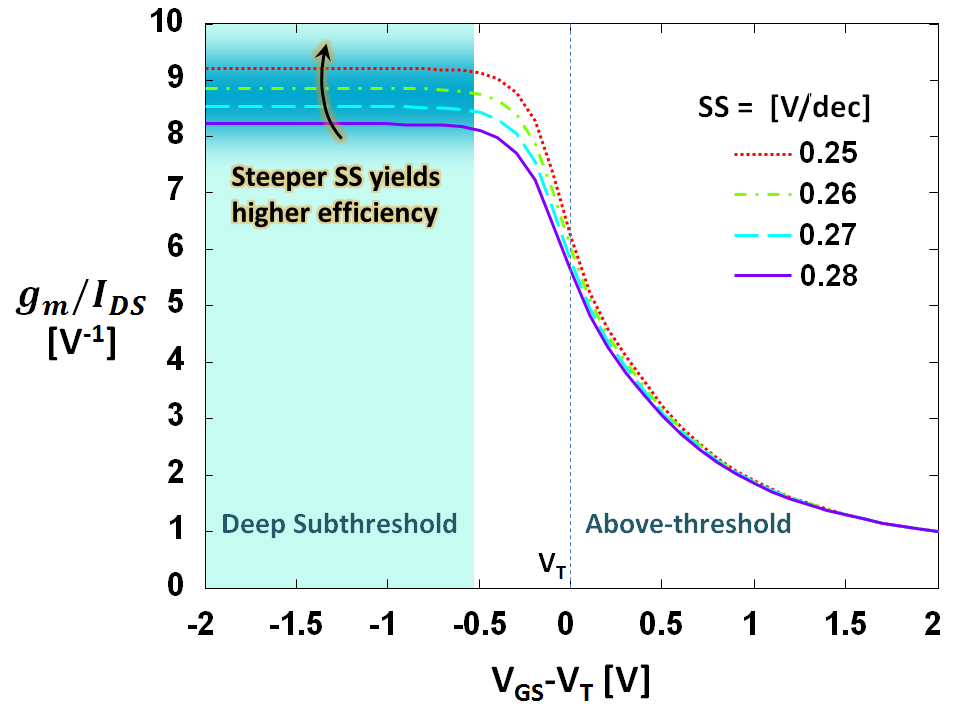 10
9
8
7
6
5
4
3
2
1
0
g_m/I_DS
[V⁻¹]
Steeper SS yields
higher efficiency
SS = [V/dec]
0.25
0.26
0.27
0.28
Deep Subthreshold
Above-threshold
V_T
-2
-1.5
-1
-0.5
0
0.5
1
1.5
2
V_GS-V_T [V]